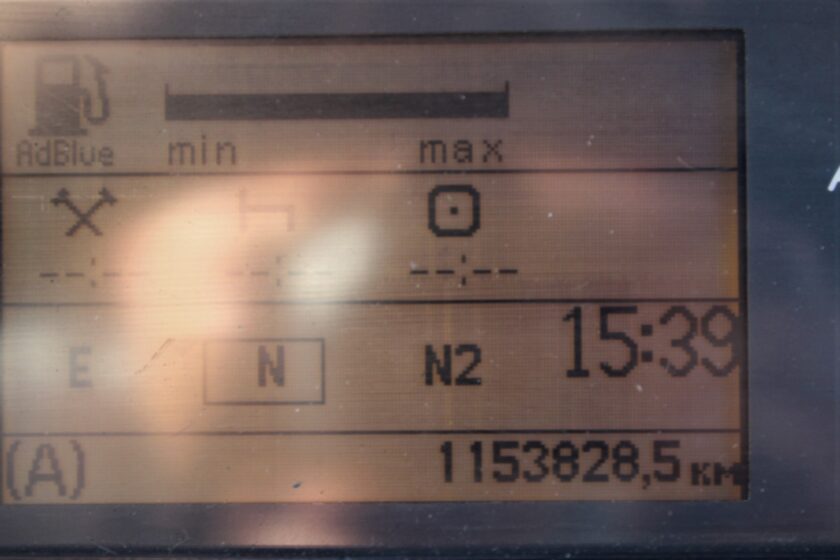 AdBlue min max
--:-- --:-- --:--
E N N2 15:39
(A) 1153828,5 км